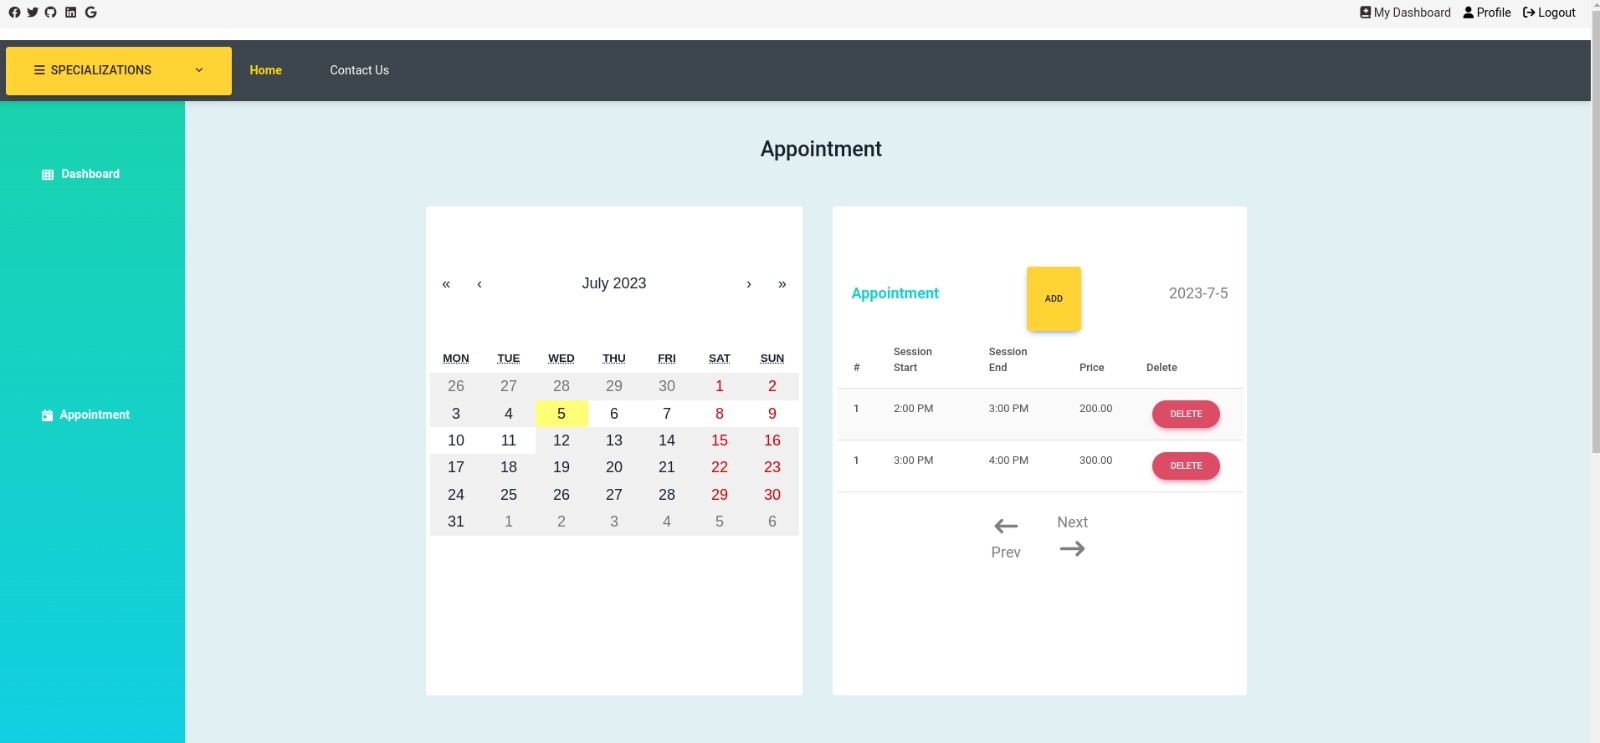 My Dashboard Profile Logout
SPECIALIZATIONS Home Contact Us
Dashboard
Appointment
Appointment
« ‹ July 2023 › »
MON TUE WED THU FRI SAT SUN
26 27 28 29 30 1 2
3 4 5 6 7 8 9
10 11 12 13 14 15 16
17 18 19 20 21 22 23
24 25 26 27 28 29 30
31 1 2 3 4 5 6
Appointment ADD 2023-7-5
# Session Start Session End Price Delete
1 2:00 PM 3:00 PM 200.00 DELETE
1 3:00 PM 4:00 PM 300.00 DELETE
Prev Next